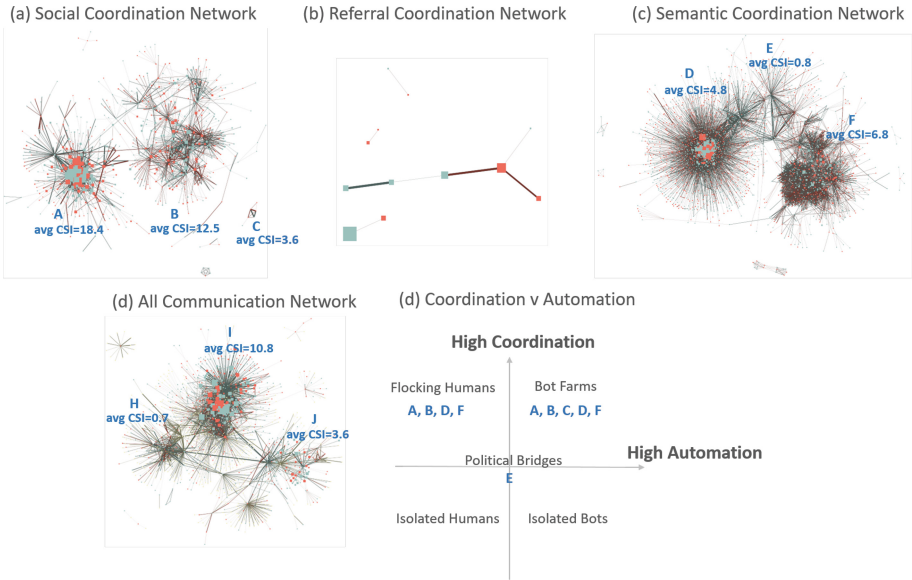 (a) Social Coordination Network
(b) Referral Coordination Network
(c) Semantic Coordination Network
A
avg CSI=18.4
B
avg CSI=12.5
C
avg CSI=3.6
D
avg CSI=4.8
E
avg CSI=0.8
F
avg CSI=6.8
(d) All Communication Network
I
avg CSI=10.8
H
avg CSI=0.7
J
avg CSI=3.6
(d) Coordination v Automation
High Coordination
Flocking Humans
A, B, D, F
Bot Farms
A, B, C, D, F
Political Bridges
E
High Automation
Isolated Humans
Isolated Bots